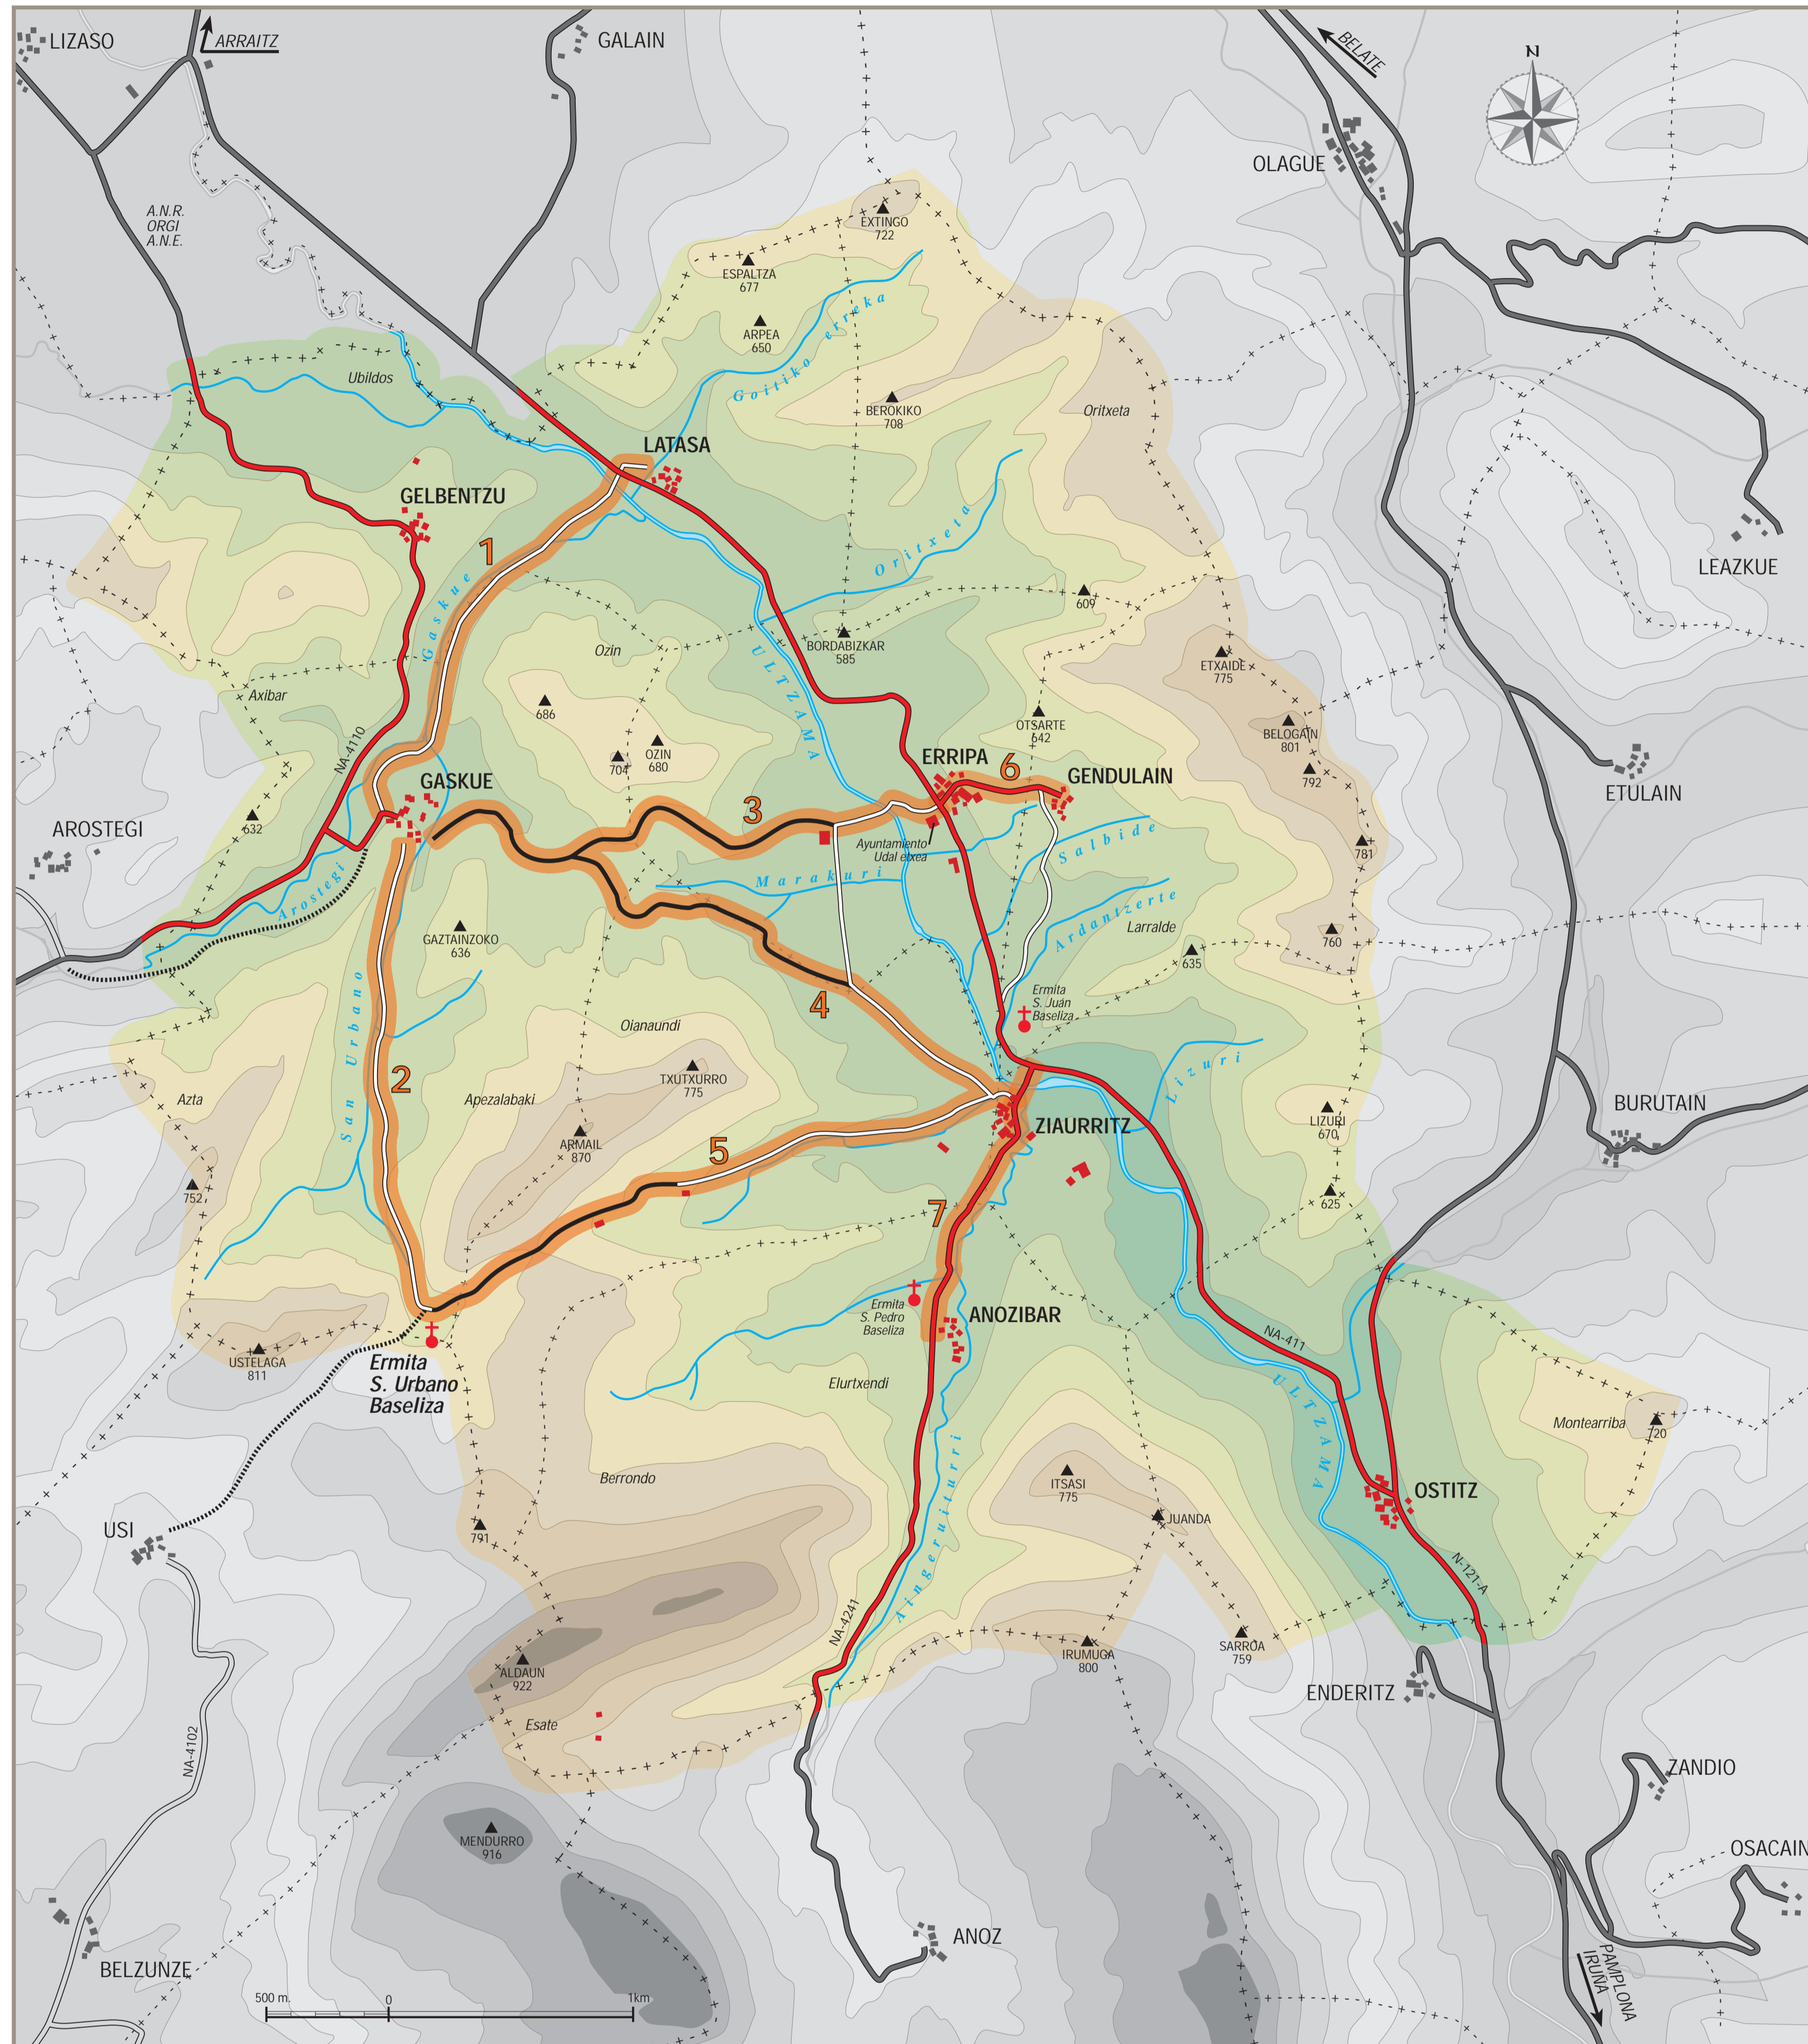 LIZASO
ARRAITZ
GALAIN
BELATE
N
OLAGUE
A.N.R.
ORGI
A.N.E.
EXTINGO
722
ESPALTZA
677
ARPEA
650
Goitiko erreka
Ubildos
BEROKIKO
708
Oritxeta
LATASA
GELBENTZU
1
Gaskue
Oritxeta
LEAZKUE
609
BORDABIZKAR
585
Ozin
ULTZAMA
ETXAIDE
775
Axibar
686
OTSARTE
642
BELOGAIN
801
NA-4110
704
OZIN
680
ERRIPA
6
GENDULAIN
792
GASKUE
ETULAIN
3
632
AROSTEGI
Ayuntamiento
Udal etxea
Salbide
781
Marakuri
Arostegi
Ardantzerte
GAZTAINZOKO
636
Larralde
760
635
4
Ermita
S. Juán
Baseliza
Oianaundi
San Urbano
2
TXUTXURRO
775
Lizuri
Azta
Apezalabaki
LIZURI
670
BURUTAIN
ZIAURRITZ
ARMAIL
870
5
752
625
7
Ermita
S. Pedro
Baseliza
ANOZIBAR
NA-411
USTELAGA
811
Ermita
S. Urbano
Baseliza
Elurtxendi
ULTZAMA
Montearriba
720
Berrondo
ITSASI
775
OSTITZ
JUANDA
USI
791
Aingeruiturri
N-121-A
NA-4241
SARROA
759
IRUMUGA
800
ALDAUN
922
ENDERITZ
Esate
NA-4102
ZANDIO
MENDURRO
916
OSACAIN
ANOZ
BELZUNZE
PAMPLONA
IRUÑA
500 m.
0
1km